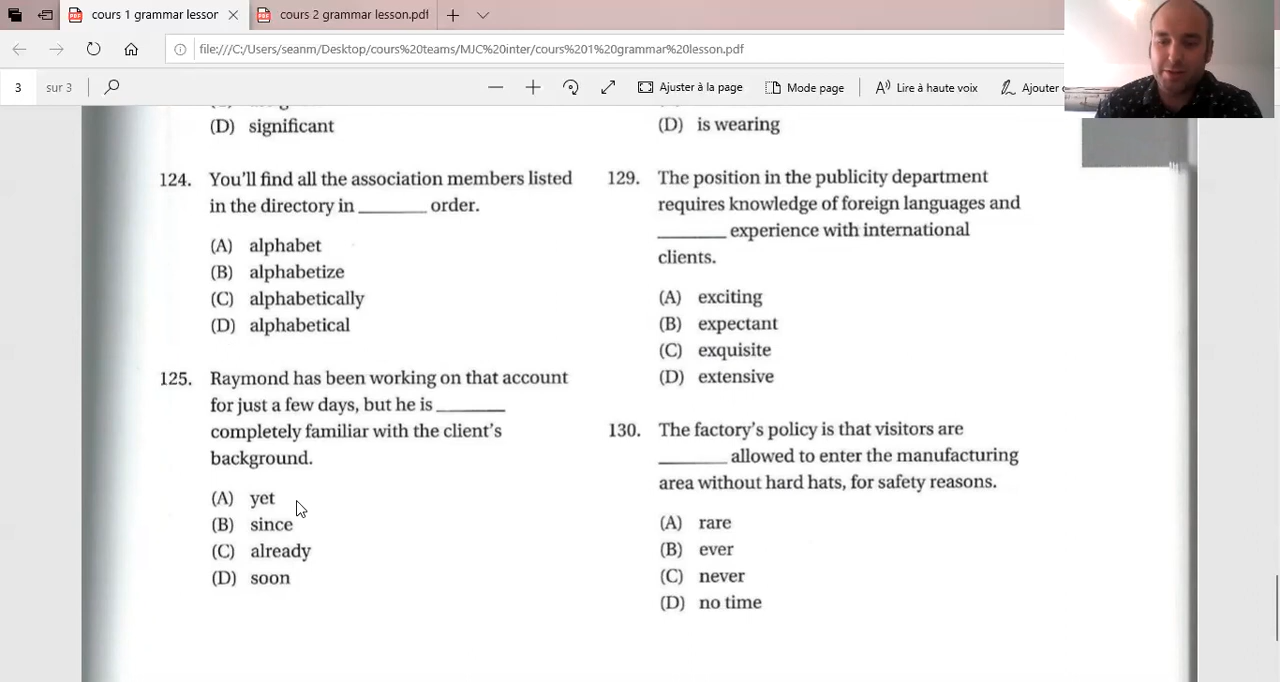 cours 1 grammar lessor
cours 2 grammar lesson.pdf
file:///C:/Users/seanm/Desktop/cours%20teams/MJC%20inter/cours%201%20grammar%20lesson.pdf
3 sur 3
Ajuster à la page
Mode page
Lire à haute voix
Ajouter
(D) significant
124. You'll find all the association members listed
in the directory in _______ order.
(A) alphabet
(B) alphabetize
(C) alphabetically
(D) alphabetical
125. Raymond has been working on that account
for just a few days, but he is _______
completely familiar with the client's
background.
(A) yet
(B) since
(C) already
(D) soon
(D) is wearing
129. The position in the publicity department
requires knowledge of foreign languages and
_______ experience with international
clients.
(A) exciting
(B) expectant
(C) exquisite
(D) extensive
130. The factory's policy is that visitors are
_______ allowed to enter the manufacturing
area without hard hats, for safety reasons.
(A) rare
(B) ever
(C) never
(D) no time